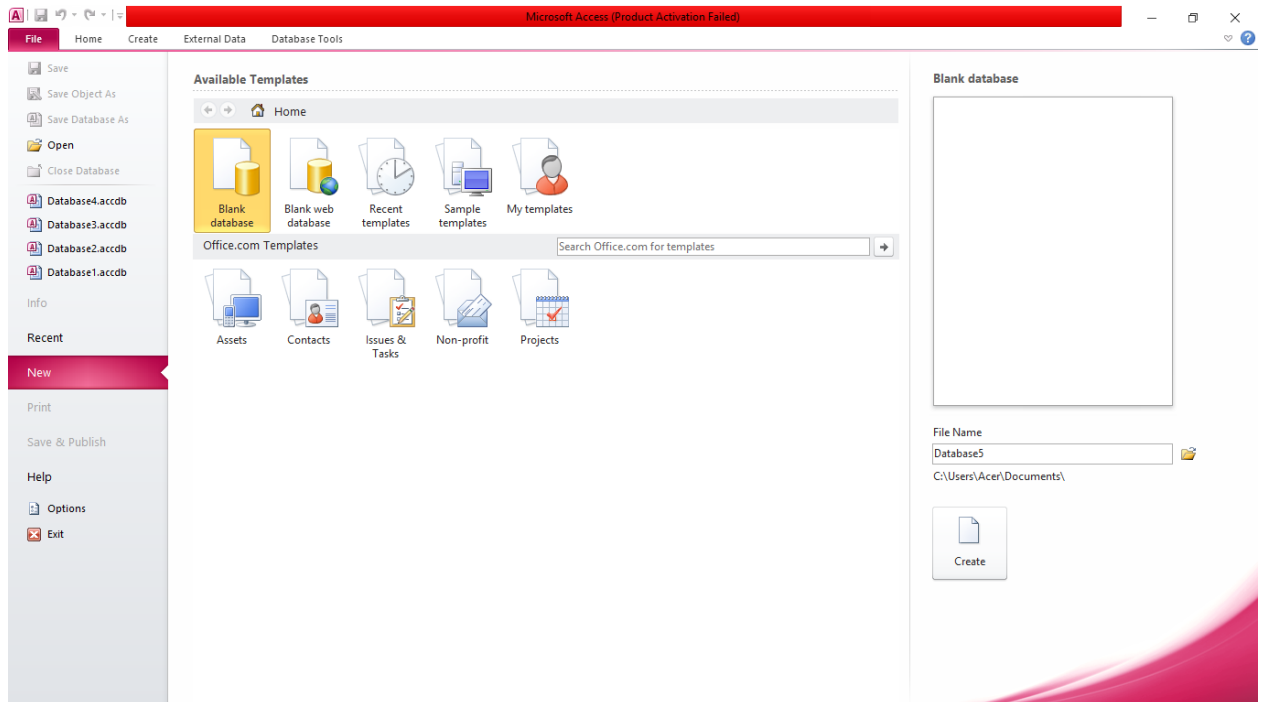 Microsoft Access (Product Activation Failed)
File Home Create External Data Database Tools
Save
Save Object As
Save Database As
Open
Close Database
Database4.accdb
Database3.accdb
Database2.accdb
Database1.accdb
Info
Recent
New
Print
Save & Publish
Help
Options
Exit
Available Templates
Home
Blank
database
Blank web
database
Recent
templates
Sample
templates
My templates
Office.com Templates
Search Office.com for templates
Assets
Contacts
Issues &
Tasks
Non-profit
Projects
Blank database
File Name
Database5
C:\Users\Acer\Documents\
Create